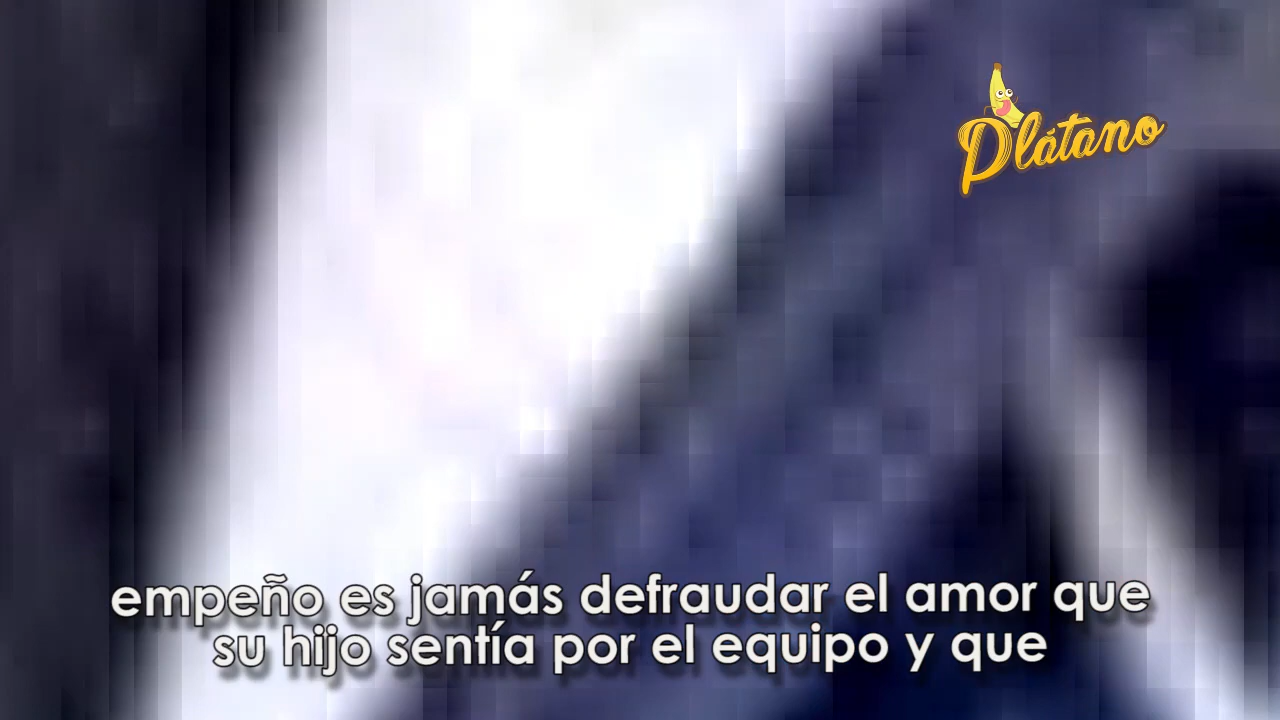 Plátano
empeño es jamás defraudar el amor que
su hijo sentía por el equipo y que